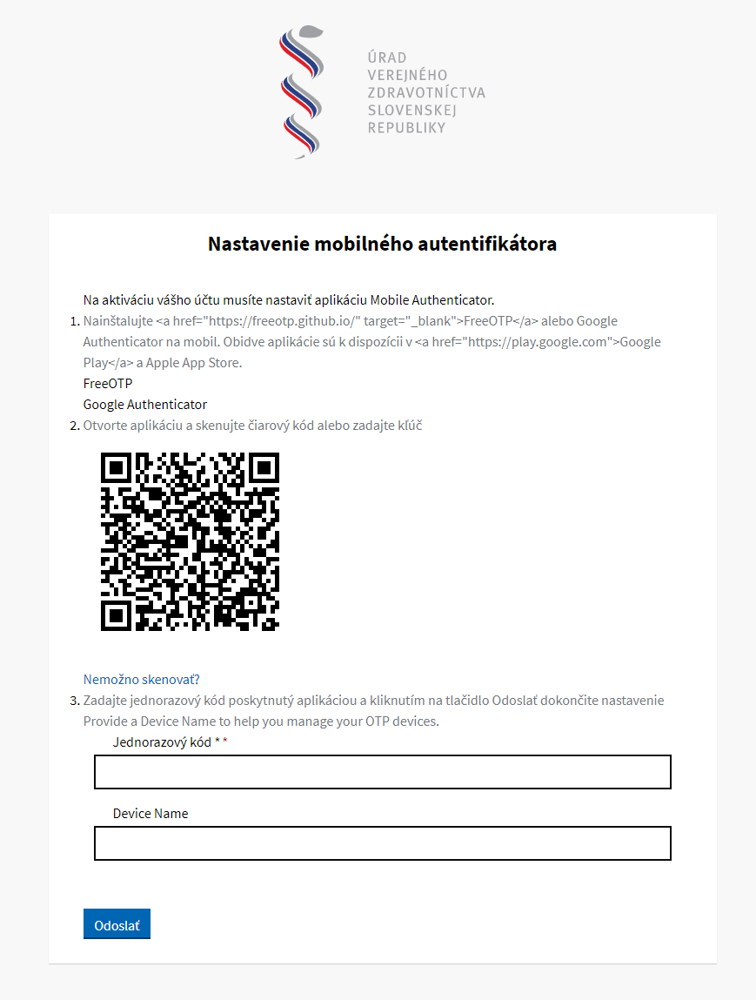 ÚRAD
VEREJNÉHO
ZDRAVOTNÍCTVA
SLOVENSKEJ
REPUBLIKY
Nastavenie mobilného autentifikátora
Na aktiváciu vášho účtu musíte nastaviť aplikáciu Mobile Authenticator.
1. Nainštalujte <a href="https://freeotp.github.io/" target="_blank">FreeOTP</a> alebo Google
Authenticator na mobil. Obidve aplikácie sú k dispozícii v <a href="https://play.google.com">Google
Play</a> a Apple App Store.
FreeOTP
Google Authenticator
2. Otvorte aplikáciu a skenujte čiarový kód alebo zadajte kľúč
Nemožno skenovať?
3. Zadajte jednorazový kód poskytnutý aplikáciou a kliknutím na tlačidlo Odoslať dokončite nastavenie
Provide a Device Name to help you manage your OTP devices.
Jednorazový kód * *
Device Name
Odoslať